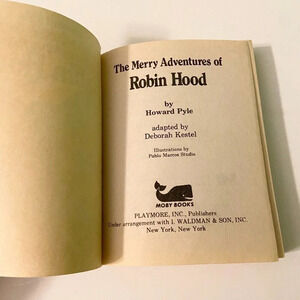 The Merry Adventures of
Robin Hood
by
Howard Pyle
adapted by
Deborah Kestel
Illustrations by
Pablo Marcos Studio
MOBY BOOKS
PLAYMORE, INC., Publishers
Under arrangement with I. WALDMAN & SON, INC.
New York, New York